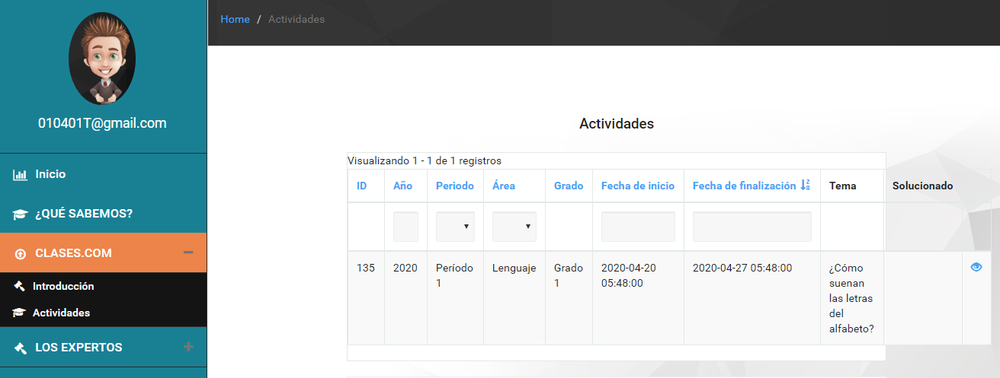 Home / Actividades
010401T@gmail.com
Inicio
¿QUÉ SABEMOS?
CLASES.COM
Introducción
Actividades
LOS EXPERTOS
Actividades
Visualizando 1 - 1 de 1 registros
ID Año Periodo Área Grado Fecha de inicio Fecha de finalización Tema Solucionado
135 2020 Período Lenguaje Grado 2020-04-20 2020-04-27 05:48:00 ¿Cómo
1 1 05:48:00 suenan
las letras
del
alfabeto?